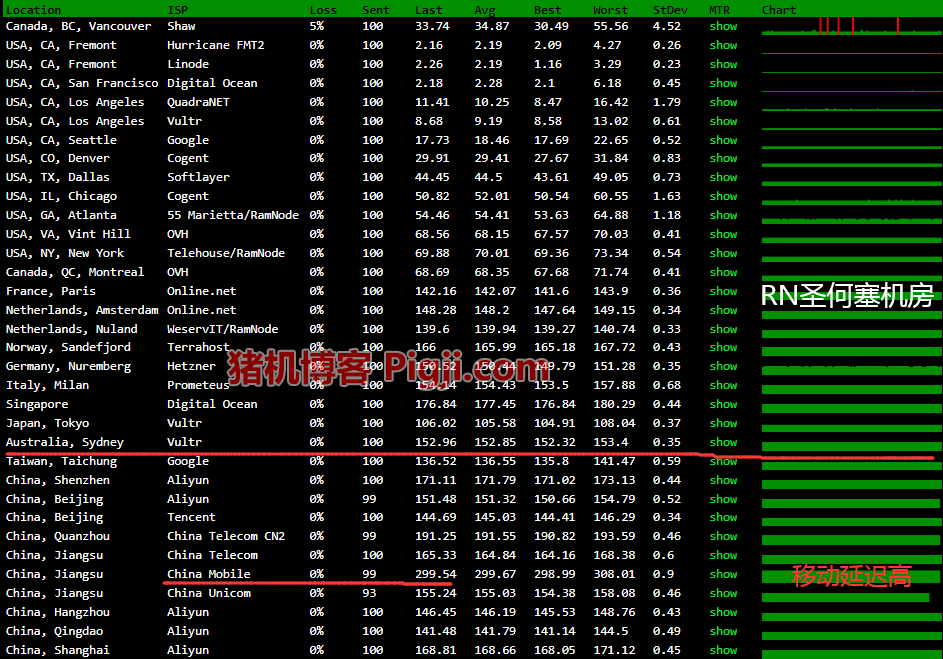 Location ISP Loss Sent Last Avg Best Worst StDev MTR Chart
Canada, BC, Vancouver Shaw 5% 100 33.74 34.87 30.49 55.56 4.52 show
USA, CA, Fremont Hurricane FMT2 0% 100 2.16 2.19 2.09 4.27 0.26 show
USA, CA, Fremont Linode 0% 100 2.26 2.19 1.16 3.29 0.23 show
USA, CA, San Francisco Digital Ocean 0% 100 2.18 2.28 2.1 6.18 0.45 show
USA, CA, Los Angeles QuadraNET 0% 100 11.41 10.25 8.47 16.42 1.79 show
USA, CA, Los Angeles Vultr 0% 100 8.68 9.19 8.58 13.02 0.61 show
USA, CA, Seattle Google 0% 100 17.73 18.46 17.69 22.65 0.52 show
USA, CO, Denver Cogent 0% 100 29.91 29.41 27.67 31.84 0.83 show
USA, TX, Dallas Softlayer 0% 100 44.45 44.5 43.61 49.05 0.73 show
USA, IL, Chicago Cogent 0% 100 50.82 52.01 50.54 60.55 1.63 show
USA, GA, Atlanta 55 Marietta/RamNode 0% 100 54.46 54.41 53.63 64.88 1.18 show
USA, VA, Vint Hill OVH 0% 100 68.56 68.15 67.57 70.03 0.41 show
USA, NY, New York Telehouse/RamNode 0% 100 69.88 70.01 69.36 73.34 0.54 show
Canada, QC, Montreal OVH 0% 100 68.69 68.35 67.68 71.74 0.41 show
France, Paris Online.net 0% 100 142.16 142.07 141.6 143.9 0.36 show
RN圣何塞机房
Netherlands, Amsterdam Online.net 0% 100 148.28 148.2 147.64 149.15 0.34 show
Netherlands, Nuland WeservIT/RamNode 0% 100 139.6 139.94 139.27 140.74 0.33 show
Norway, Sandefjord Terrahost 0% 100 166 165.99 165.18 167.72 0.43 show
Germany, Nuremberg Hetzner 0% 100 150.52 150.44 149.79 151.28 0.35 show
猪机博客 Pigji.com
Italy, Milan Prometeus 0% 100 154.14 154.43 153.5 157.88 0.68 show
Singapore Digital Ocean 0% 100 176.84 177.45 176.84 180.29 0.44 show
Japan, Tokyo Vultr 0% 100 106.02 105.58 104.91 108.04 0.37 show
Australia, Sydney Vultr 0% 100 152.96 152.85 152.32 153.4 0.35 show
Taiwan, Taichung Google 0% 100 136.52 136.55 135.8 141.47 0.59 show
China, Shenzhen Aliyun 0% 100 171.11 171.79 171.02 173.13 0.44 show
China, Beijing Aliyun 0% 99 151.48 151.32 150.66 154.79 0.52 show
China, Beijing Tencent 0% 100 144.69 145.03 144.41 146.29 0.34 show
China, Quanzhou China Telecom CN2 0% 99 191.25 191.55 190.82 193.59 0.46 show
China, Jiangsu China Telecom 0% 100 165.33 164.84 164.16 168.38 0.6 show
China, Jiangsu China Mobile 0% 99 299.54 299.67 298.99 308.01 0.9 show
移动延迟高
China, Jiangsu China Unicom 0% 93 155.24 155.03 154.38 158.08 0.46 show
China, Hangzhou Aliyun 0% 100 146.45 146.19 145.53 148.76 0.43 show
China, Qingdao Aliyun 0% 100 141.48 141.79 141.14 144.5 0.49 show
China, Shanghai Aliyun 0% 100 168.81 168.66 168.05 171.12 0.45 show